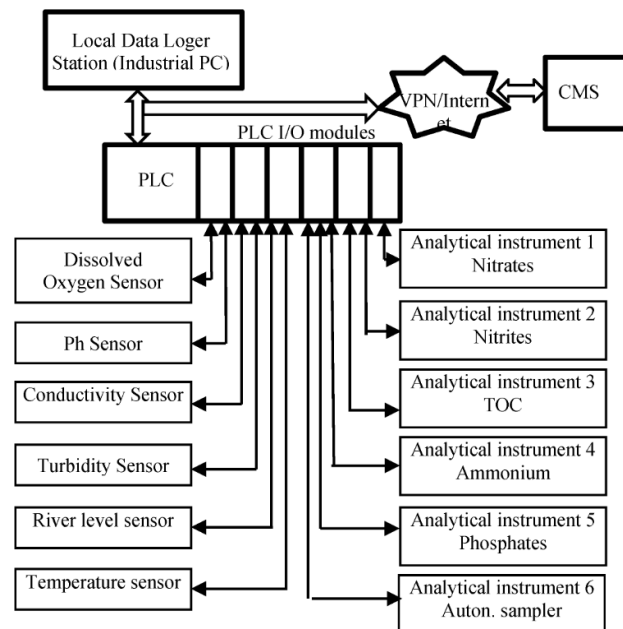 Local Data Loger
Station (Industrial PC)
VPN/Intern
et
CMS
PLC I/O modules
PLC
Dissolved
Oxygen Sensor
Ph Sensor
Conductivity Sensor
Turbidity Sensor
River level sensor
Temperature sensor
Analytical instrument 1
Nitrates
Analytical instrument 2
Nitrites
Analytical instrument 3
TOC
Analytical instrument 4
Ammonium
Analytical instrument 5
Phosphates
Analytical instrument 6
Auton. sampler